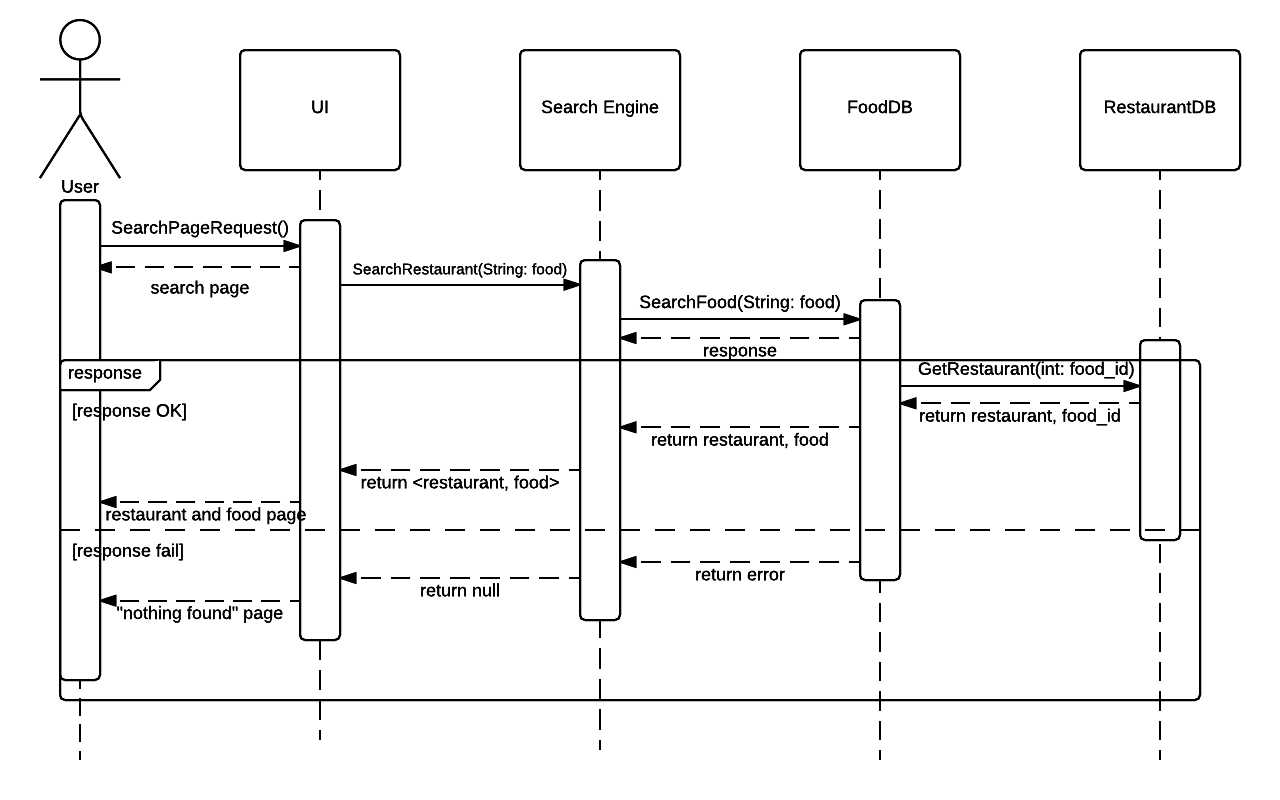 UI
Search Engine
FoodDB
RestaurantDB
User
SearchPageRequest()
search page
SearchRestaurant(String: food)
SearchFood(String: food)
response
response
GetRestaurant(int: food_id)
[response OK]
return restaurant, food_id
return restaurant, food
return <restaurant, food>
restaurant and food page
[response fail]
return error
return null
"nothing found" page